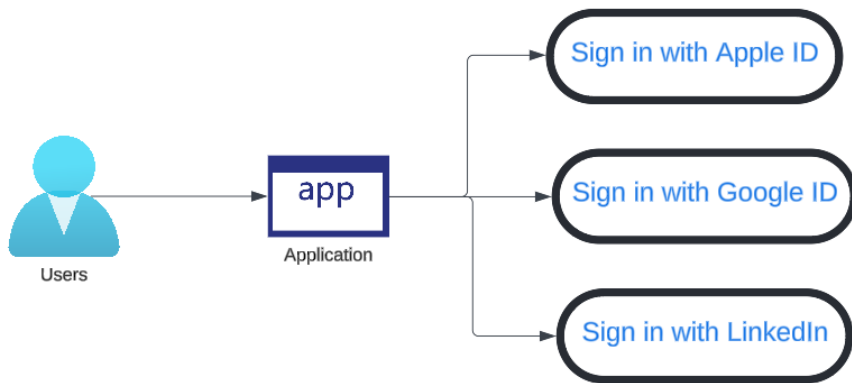 Sign in with Apple ID
app
Sign in with Google ID
Application
Users
Sign in with LinkedIn